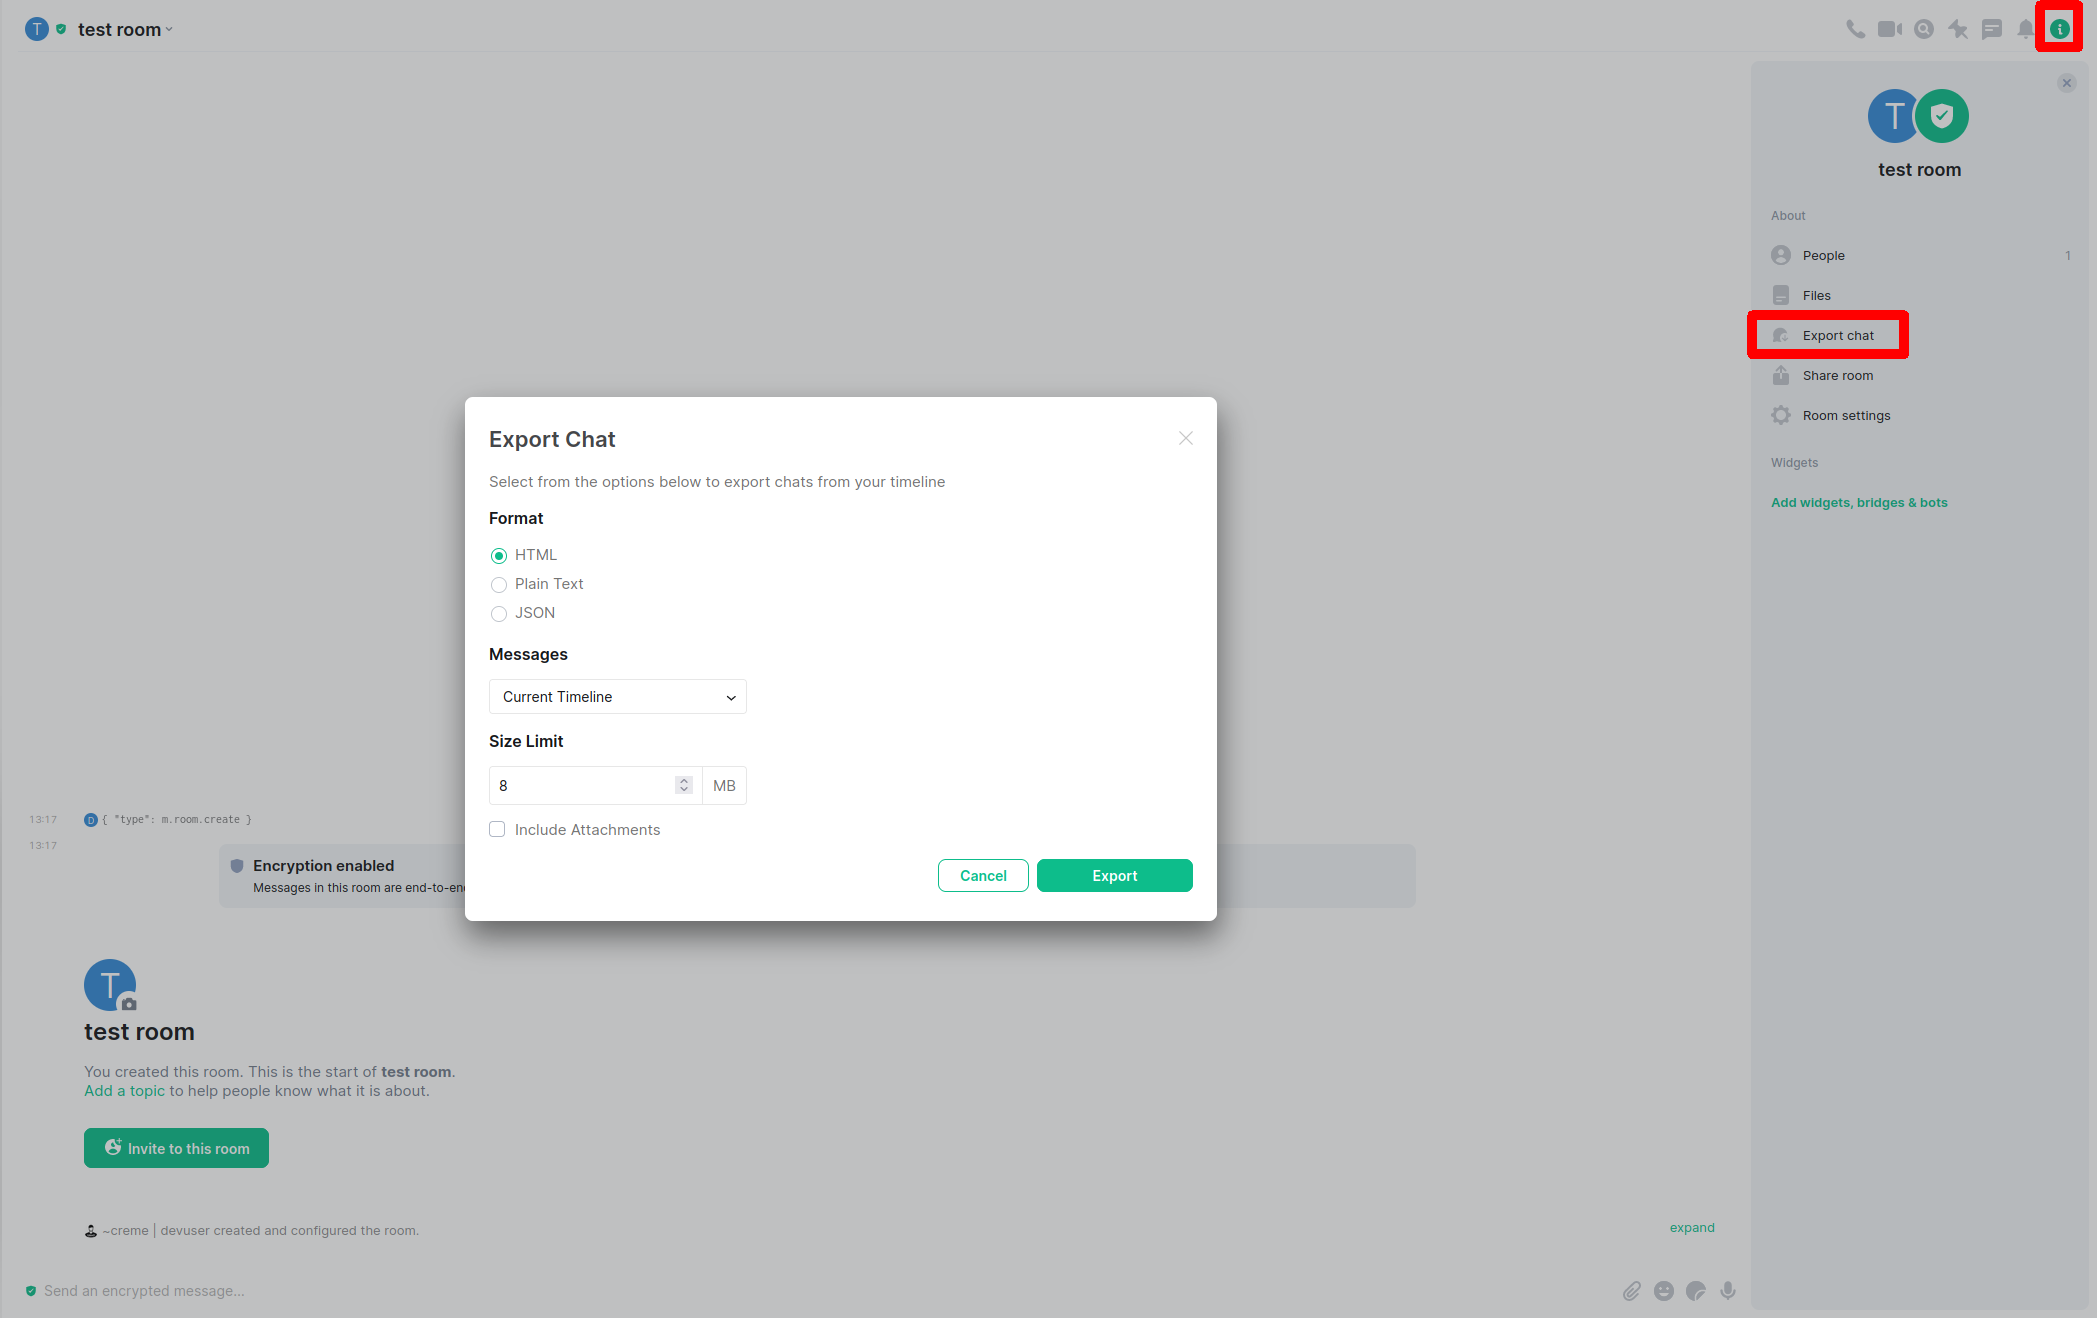 T test room
T
test room
About
People 1
Files
Export chat
Share room
Room settings
Widgets
Add widgets, bridges & bots
Export Chat
Select from the options below to export chats from your timeline
Format
HTML
Plain Text
JSON
Messages
Current Timeline
Size Limit
8 MB
Include Attachments
Cancel Export
13:17 D { "type": m.room.create }
13:17
Encryption enabled
Messages in this room are end-to-en
T
test room
You created this room. This is the start of test room.
Add a topic to help people know what it is about.
Invite to this room
~creme | devuser created and configured the room. expand
Send an encrypted message...